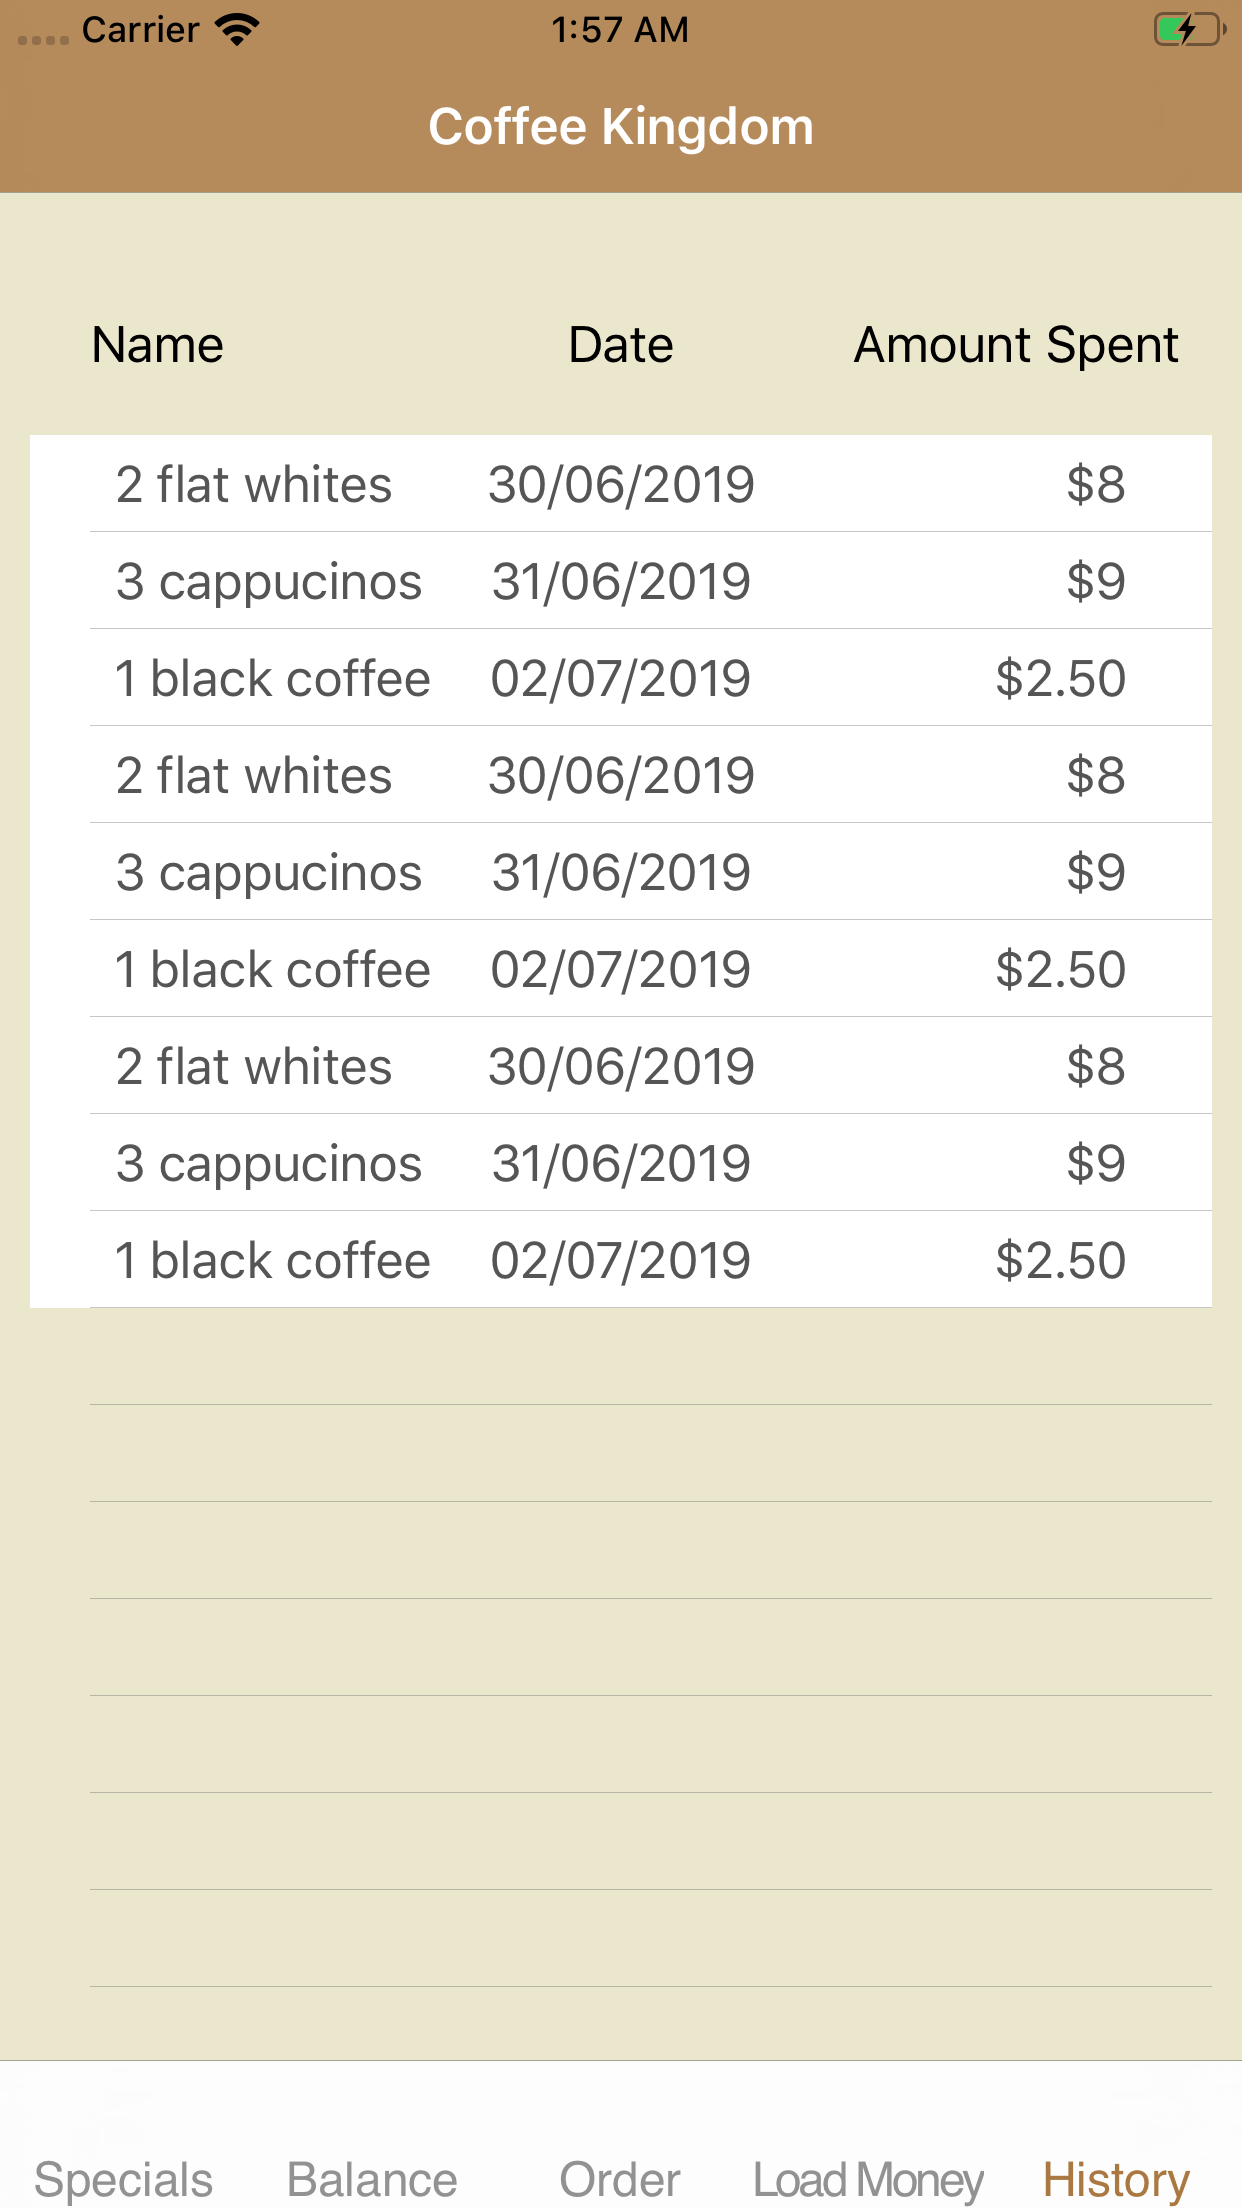 Carrier 1:57 AM
Coffee Kingdom
Name Date Amount Spent
2 flat whites 30/06/2019 $8
3 cappucinos 31/06/2019 $9
1 black coffee 02/07/2019 $2.50
2 flat whites 30/06/2019 $8
3 cappucinos 31/06/2019 $9
1 black coffee 02/07/2019 $2.50
2 flat whites 30/06/2019 $8
3 cappucinos 31/06/2019 $9
1 black coffee 02/07/2019 $2.50
Specials Balance Order Load Money History